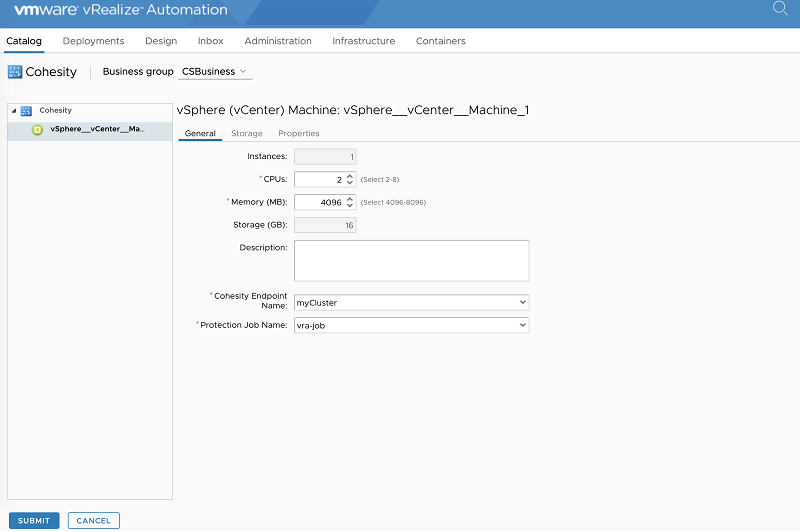 vmware vRealize™ Automation
Catalog Deployments Design Inbox Administration Infrastructure Containers
Cohesity Business group CSBusiness
Cohesity
vSphere__vCenter__Ma...
vSphere (vCenter) Machine: vSphere__vCenter__Machine_1
General Storage Properties
Instances: 1
* CPUs: 2 (Select 2-8)
* Memory (MB): 4096 (Select 4096-8096)
Storage (GB): 16
Description:
* Cohesity Endpoint
Name: myCluster
* Protection Job Name: vra-job
SUBMIT CANCEL